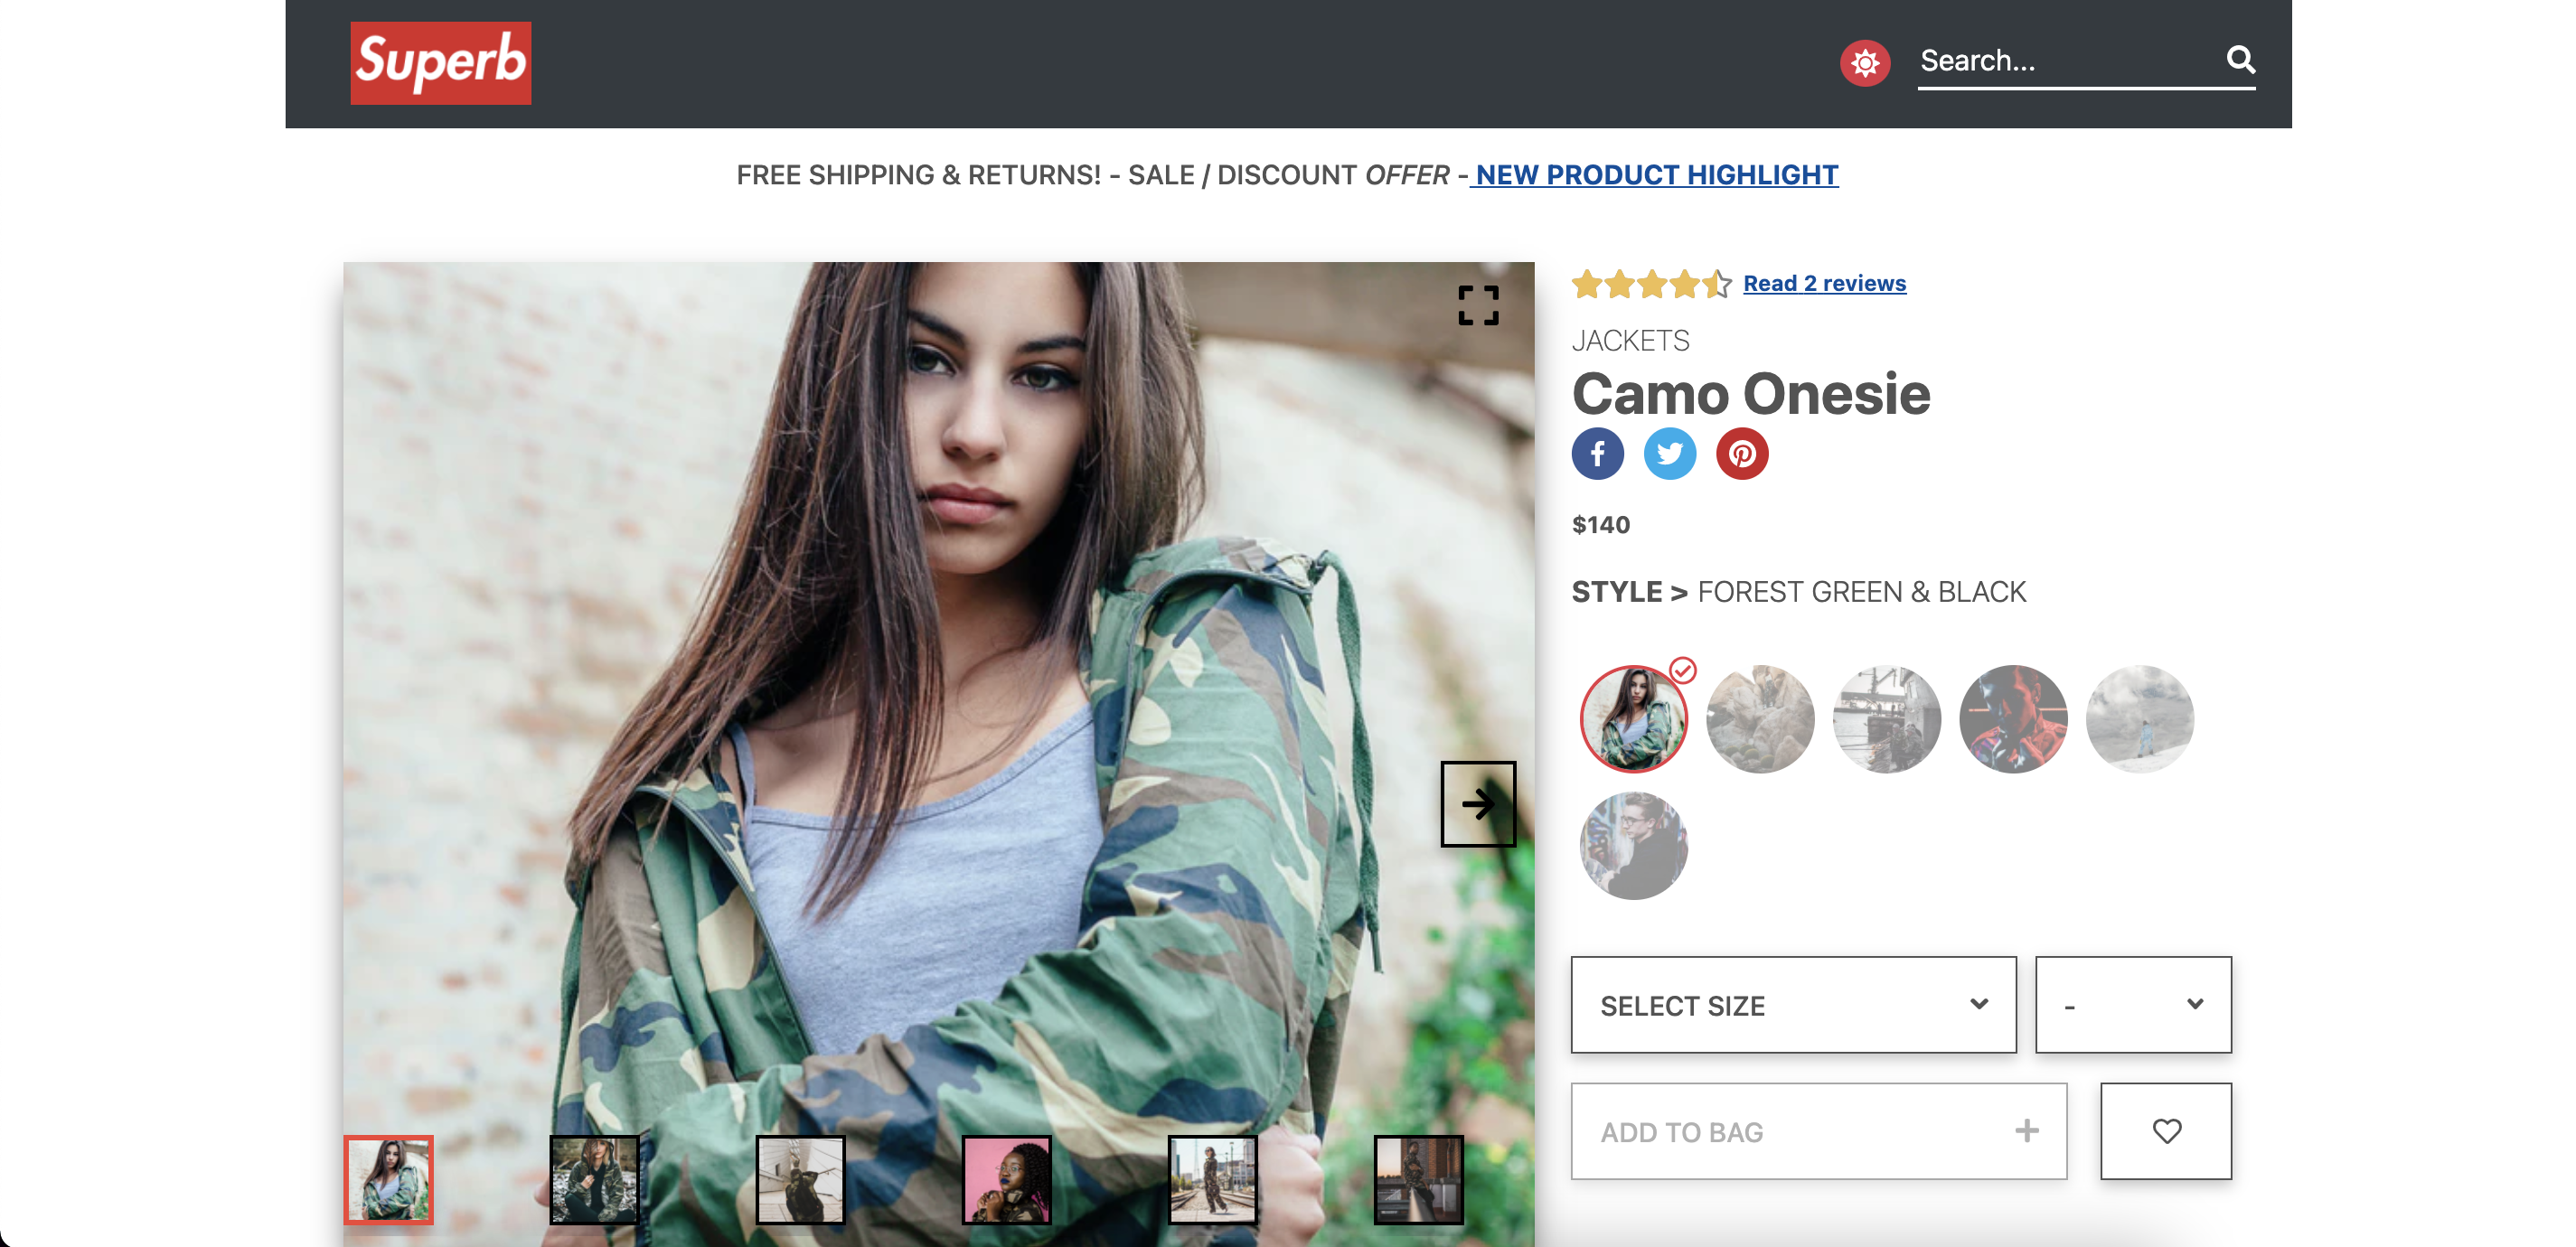 Superb
Search...
FREE SHIPPING & RETURNS! - SALE / DISCOUNT OFFER - NEW PRODUCT HIGHLIGHT
Read 2 reviews
JACKETS
Camo Onesie
$140
STYLE > FOREST GREEN & BLACK
SELECT SIZE
-
ADD TO BAG +